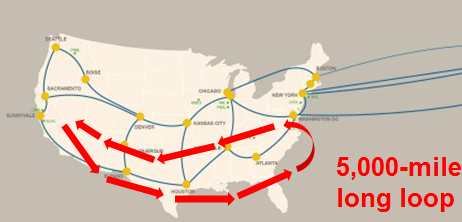 SEATTLE
BOISE
BOSTON
CHICAGO
NEW YORK
SACRAMENTO
SUNNYVALE
DENVER
KANSAS CITY
WASHINGTON DC
ATLANTA
HOUSTON
5,000-mile
long loop